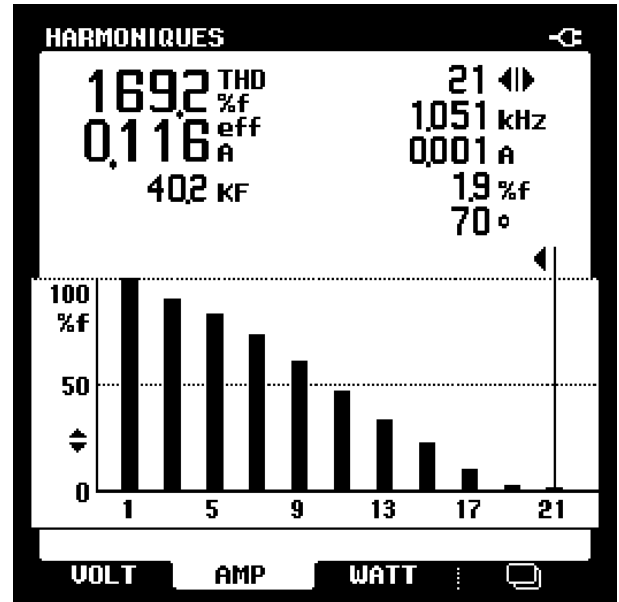 HARMONIQUES
169,2 THD %f
0,116 eff A
40,2 KF
21
1,051 kHz
0,001 A
1,9 %f
70 °
100
%f
50
0
1 5 9 13 17 21
VOLT AMP WATT